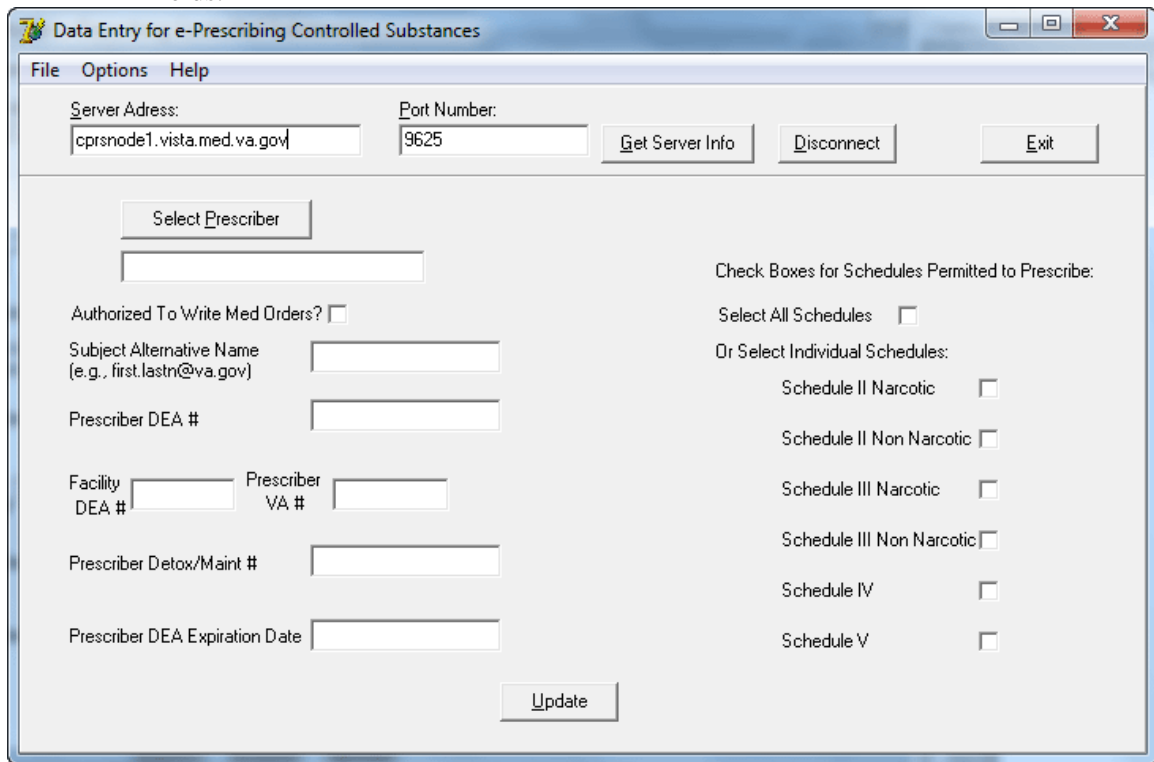 Data Entry for e-Prescribing Controlled Substances
File Options Help
Server Adress:
Port Number:
cprsnode1.vista.med.va.gov
9625
Get Server Info
Disconnect
Exit
Select Prescriber
Check Boxes for Schedules Permitted to Prescribe:
Authorized To Write Med Orders?
Select All Schedules
Subject Alternative Name
(e.g., first.lastn@va.gov)
Or Select Individual Schedules:
Schedule II Narcotic
Prescriber DEA #
Schedule II Non Narcotic
Facility
DEA #
Prescriber
VA #
Schedule III Narcotic
Schedule III Non Narcotic
Prescriber Detox/Maint #
Schedule IV
Prescriber DEA Expiration Date
Schedule V
Update